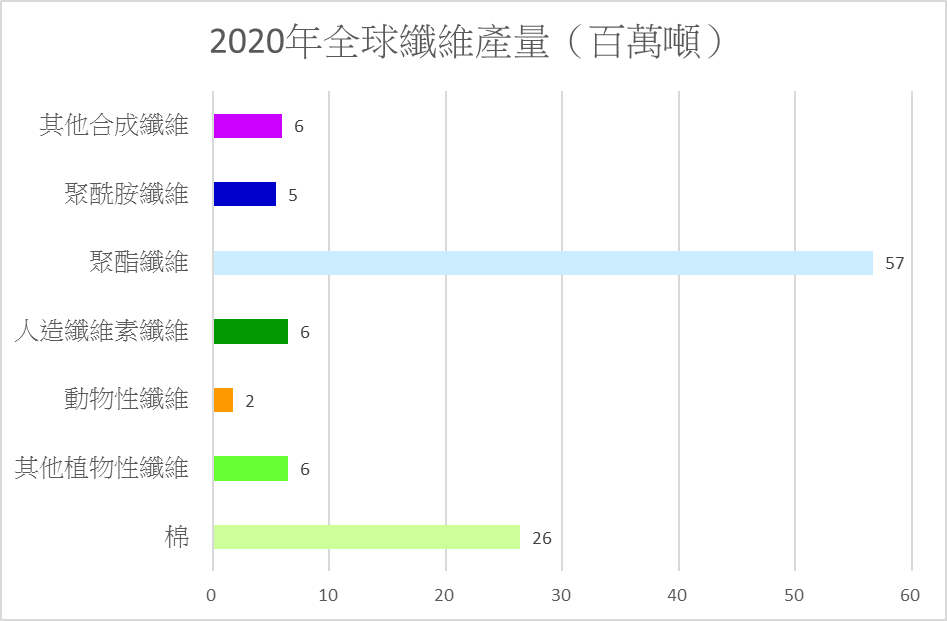 2020年全球纖維產量（百萬噸）
其他合成纖維 6
聚酰胺纖維 5
聚酯纖維 57
人造纖維素纖維 6
動物性纖維 2
其他植物性纖維 6
棉 26
0 10 20 30 40 50 60